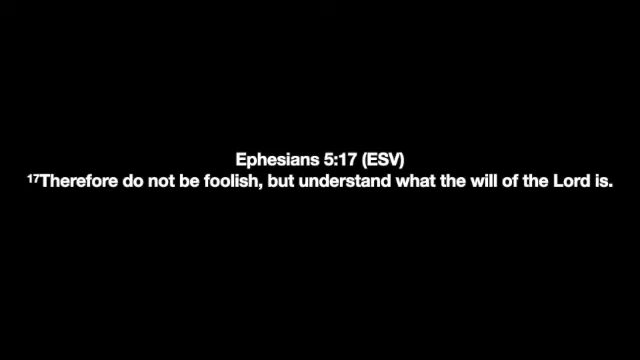 Ephesians 5:17 (ESV)
¹⁷Therefore do not be foolish, but understand what the will of the Lord is.